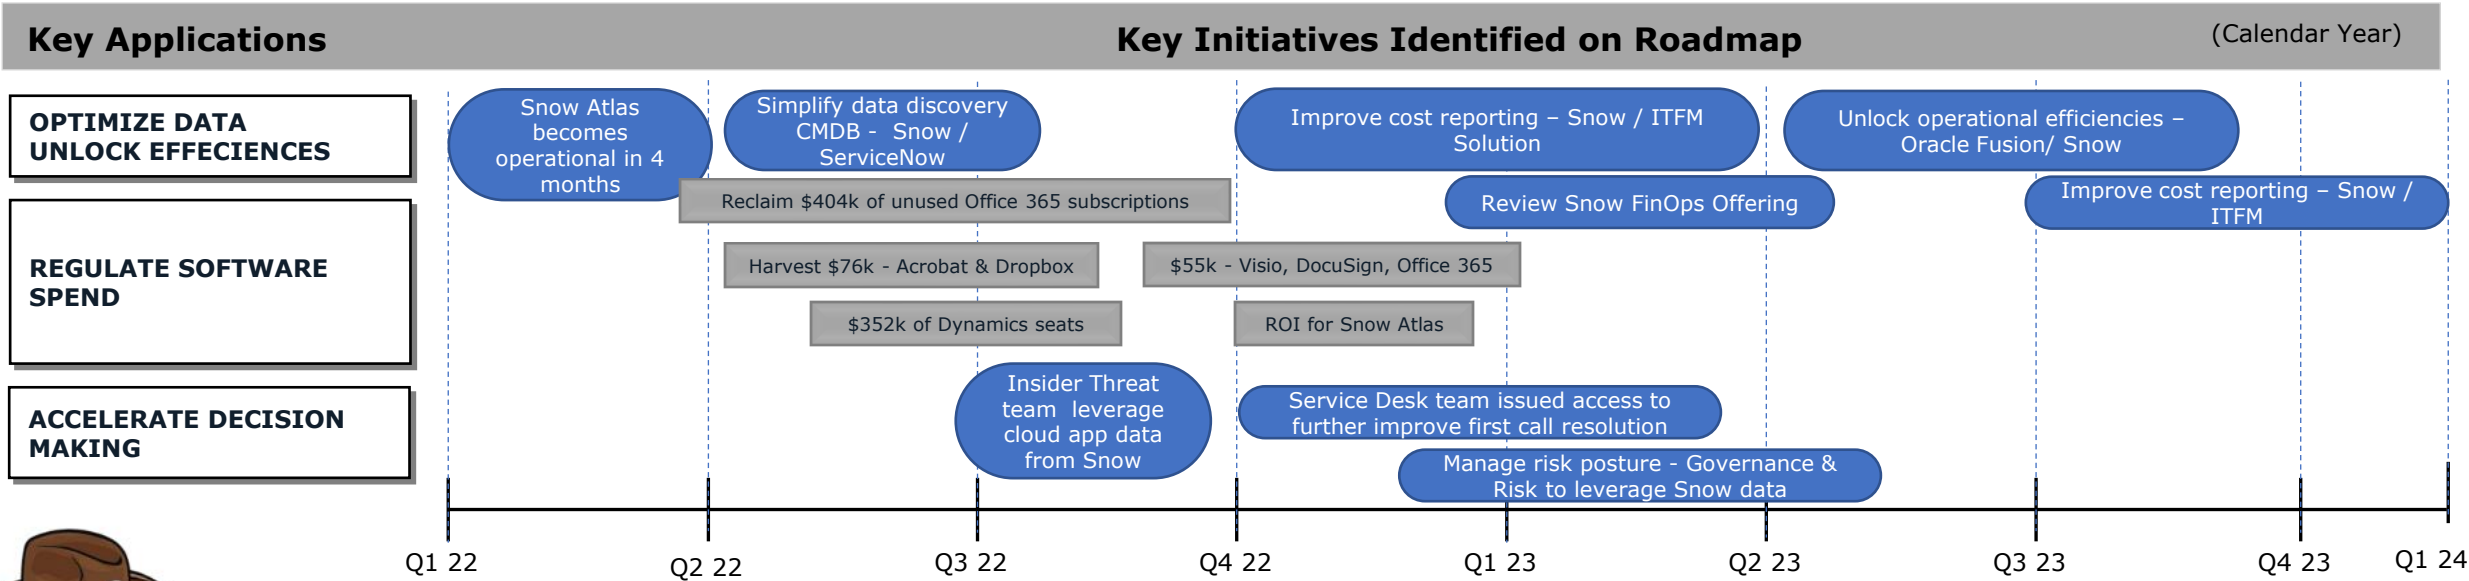 Key Applications
Key Initiatives Identified on Roadmap
(Calendar Year)
OPTIMIZE DATA
UNLOCK EFFECIENCES
Snow Atlas
becomes
operational in 4
months
Simplify data discovery
CMDB -  Snow /
ServiceNow
Improve cost reporting – Snow / ITFM
Solution
Unlock operational efficiencies –
Oracle Fusion/ Snow
Reclaim $404k of unused Office 365 subscriptions
Review Snow FinOps Offering
Improve cost reporting – Snow /
ITFM
REGULATE SOFTWARE
SPEND
Harvest $76k - Acrobat & Dropbox
$55k - Visio, DocuSign, Office 365
$352k of Dynamics seats
ROI for Snow Atlas
ACCELERATE DECISION
MAKING
Insider Threat
team  leverage
cloud app data
from Snow
Service Desk team issued access to
further improve first call resolution
Manage risk posture - Governance &
Risk to leverage Snow data
Q1 22
Q2 22
Q3 22
Q4 22
Q1 23
Q2 23
Q3 23
Q4 23
Q1 24